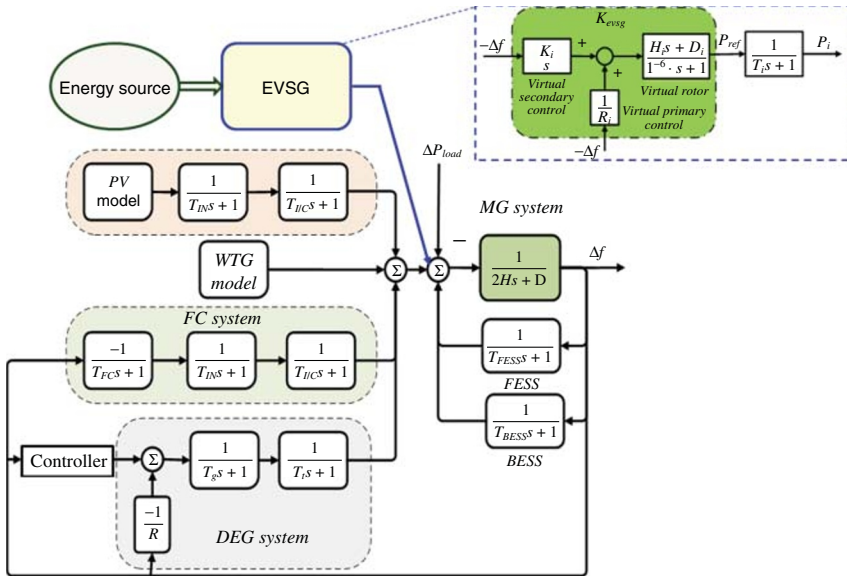 K_evsg
−Δf
K_i / s
+
+
H_i s + D_i / 1^−6 · s + 1
P_ref
1 / T_i s + 1
P_i
Virtual secondary control
1 / R_i
Virtual rotor
Virtual primary control
−Δf
Energy source
EVSG
ΔP_load
PV model
1 / T_IN s + 1
1 / T_I/C s + 1
MG system
WTG model
Σ
Σ
−
1 / 2Hs + D
Δf
FC system
−1 / T_FC s + 1
1 / T_IN s + 1
1 / T_I/C s + 1
1 / T_FESS s + 1
FESS
1 / T_BESS s + 1
BESS
Controller
Σ
1 / T_g s + 1
1 / T_t s + 1
−1 / R
DEG system